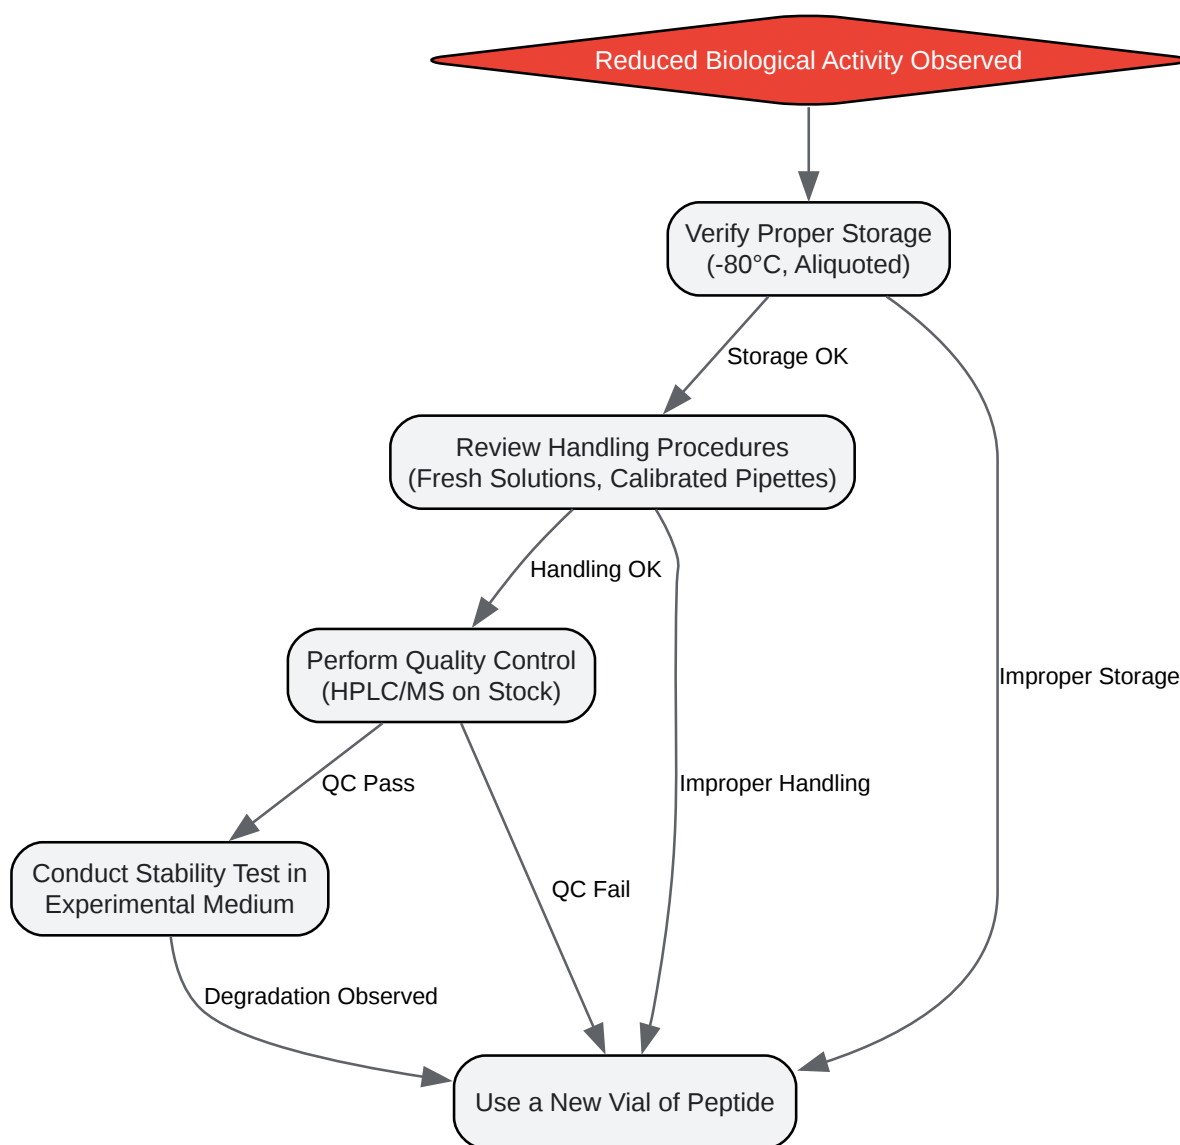 Reduced Biological Activity Observed
Verify Proper Storage
(-80°C, Aliquoted)
Storage OK
Review Handling Procedures
(Fresh Solutions, Calibrated Pipettes)
Handling OK
Perform Quality Control
(HPLC/MS on Stock)
Improper Storage
QC Pass
Improper Handling
Conduct Stability Test in
Experimental Medium
QC Fail
Degradation Observed
Use a New Vial of Peptide